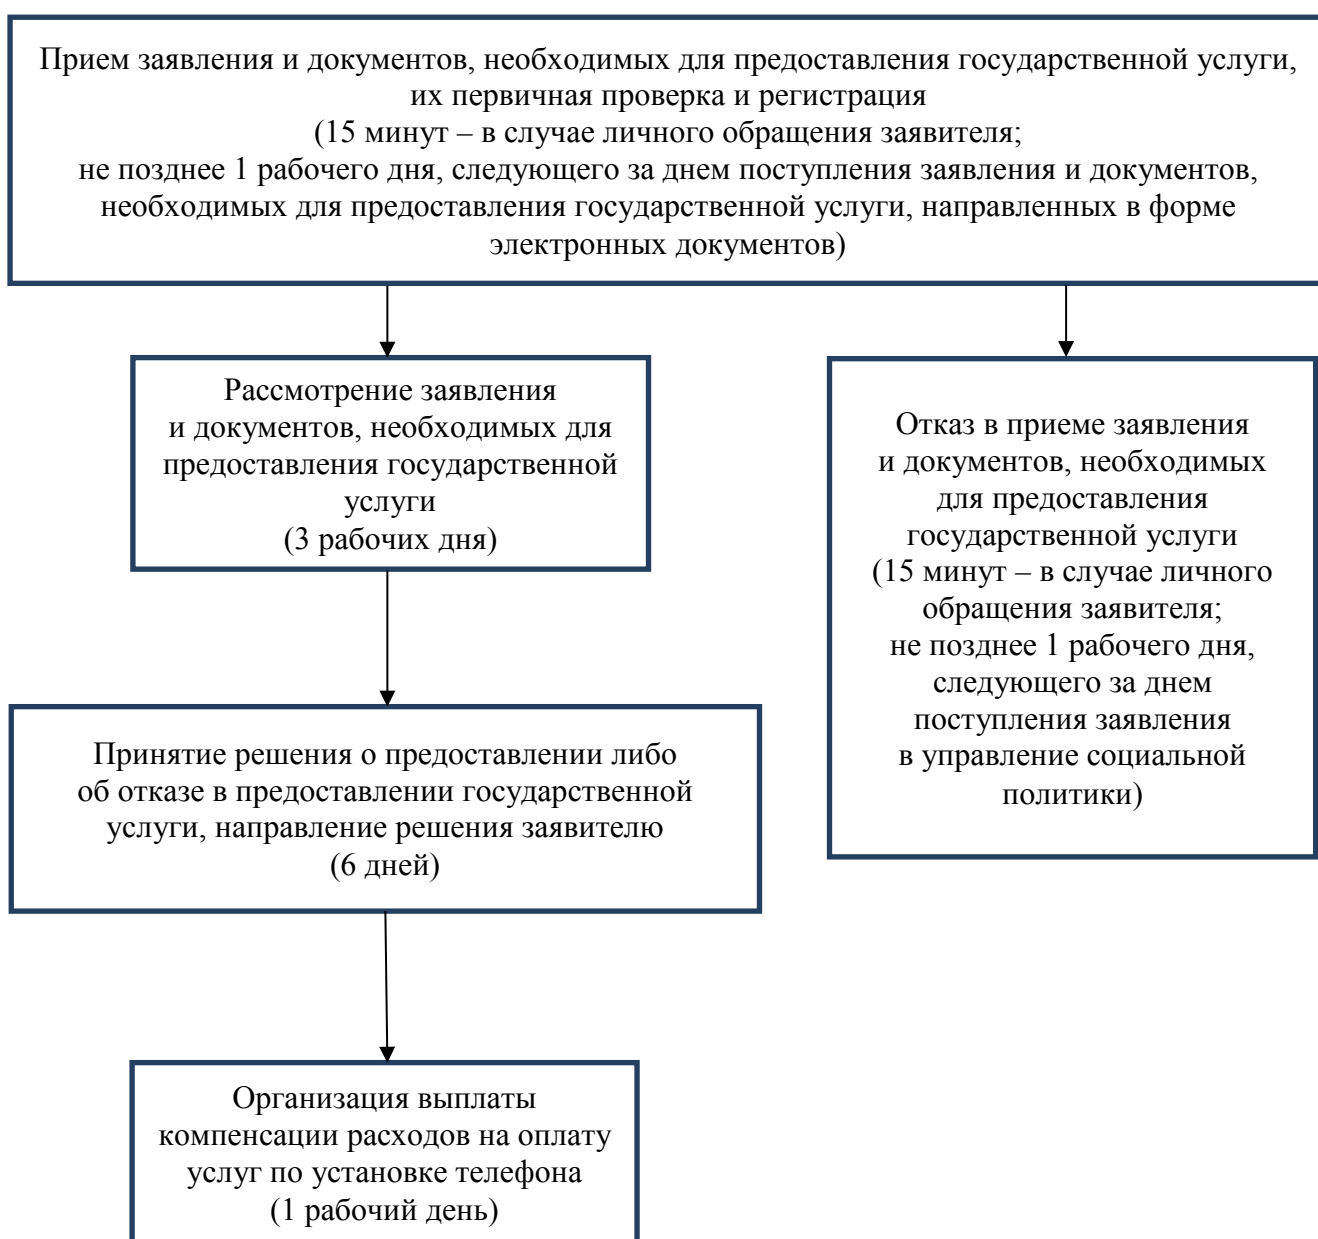 Прием заявления и документов, необходимых для предоставления государственной услуги,
их первичная проверка и регистрация
(15 минут – в случае личного обращения заявителя;
не позднее 1 рабочего дня, следующего за днем поступления заявления и документов,
необходимых для предоставления государственной услуги, направленных в форме
электронных документов)
Рассмотрение заявления
и документов, необходимых для
предоставления государственной
услуги
(3 рабочих дня)
Отказ в приеме заявления
и документов, необходимых
для предоставления
государственной услуги
(15 минут – в случае личного
обращения заявителя;
не позднее 1 рабочего дня,
следующего за днем
поступления заявления
в управление социальной
политики)
Принятие решения о предоставлении либо
об отказе в предоставлении государственной
услуги, направление решения заявителю
(6 дней)
Организация выплаты
компенсации расходов на оплату
услуг по установке телефона
(1 рабочий день)